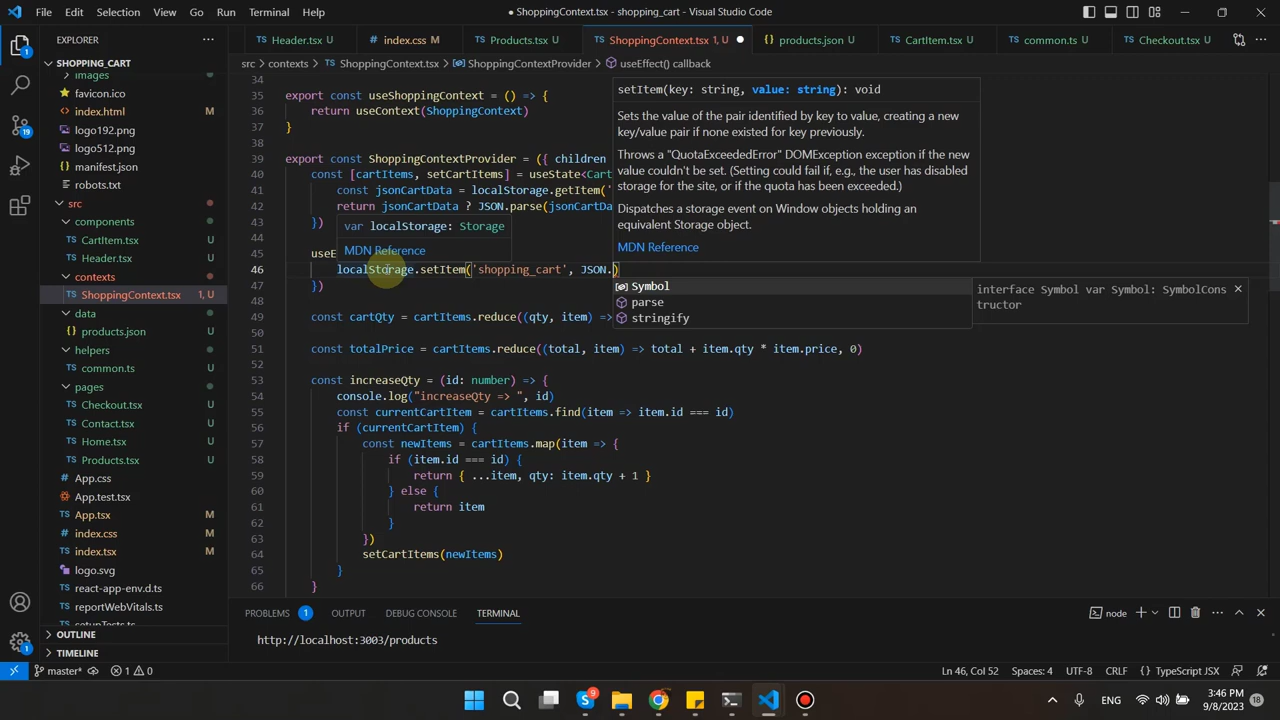 File Edit Selection View Go Run Terminal Help
● ShoppingContext.tsx - shopping_cart - Visual Studio Code
EXPLORER
SHOPPING_CART
images
favicon.ico
index.html M
logo192.png
logo512.png
manifest.json
robots.txt
src
components
CartItem.tsx U
Header.tsx U
contexts
ShoppingContext.tsx 1, U
data
products.json U
helpers
common.ts U
pages
Checkout.tsx U
Contact.tsx U
Home.tsx U
Products.tsx U
App.css
App.test.tsx
App.tsx M
index.css M
index.tsx M
logo.svg
react-app-env.d.ts
reportWebVitals.ts
setupTests.ts
OUTLINE
TIMELINE
Header.tsx U index.css M Products.tsx U ShoppingContext.tsx 1, U products.json U CartItem.tsx U common.ts U Checkout.tsx U
src > contexts > ShoppingContext.tsx > ShoppingContextProvider > useEffect() callback
34
35 export const useShoppingContext = () => {
36 return useContext(ShoppingContext)
37 }
38
39 export const ShoppingContextProvider = ({ children
40 const [cartItems, setCartItems] = useState<Cart
41 const jsonCartData = localStorage.getItem('
42 return jsonCartData ? JSON.parse(jsonCartDa
43 })
44
45 useE
46 localStorage.setItem('shopping_cart', JSON.)
47 })
48
49 const cartQty = cartItems.reduce((qty, item) =>
50
51 const totalPrice = cartItems.reduce((total, item) => total + item.qty * item.price, 0)
52
53 const increaseQty = (id: number) => {
54 console.log("increaseQty => ", id)
55 const currentCartItem = cartItems.find(item => item.id === id)
56 if (currentCartItem) {
57 const newItems = cartItems.map(item => {
58 if (item.id === id) {
59 return { ...item, qty: item.qty + 1 }
60 } else {
61 return item
62 }
63 })
64 setCartItems(newItems)
65 }
66 }
var localStorage: Storage
MDN Reference
setItem(key: string, value: string): void
Sets the value of the pair identified by key to value, creating a new
key/value pair if none existed for key previously.
Throws a "QuotaExceededError" DOMException exception if the new
value couldn't be set. (Setting could fail if, e.g., the user has disabled
storage for the site, or if the quota has been exceeded.)
Dispatches a storage event on Window objects holding an
equivalent Storage object.
MDN Reference
Symbol
parse
stringify
interface Symbol var Symbol: SymbolCons
tructor
PROBLEMS 1 OUTPUT DEBUG CONSOLE TERMINAL
node
http://localhost:3003/products
master* 1 0
Ln 46, Col 52 Spaces: 4 UTF-8 CRLF {} TypeScript JSX
3:46 PM
9/8/2023